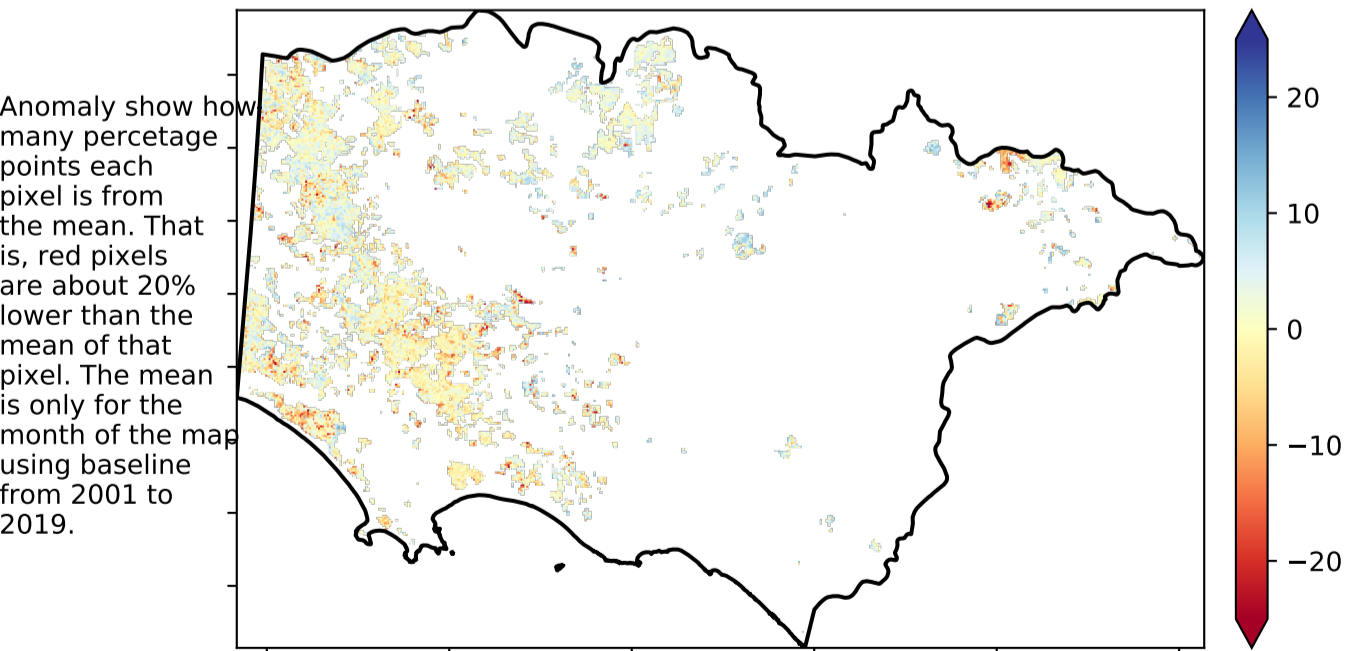 Anomaly show how
many percetage
points each
pixel is from
the mean. That
is, red pixels
are about 20%
lower than the
mean of that
pixel. The mean
is only for the
month of the map
using baseline
from 2001 to
2019.
20
10
0
−10
−20